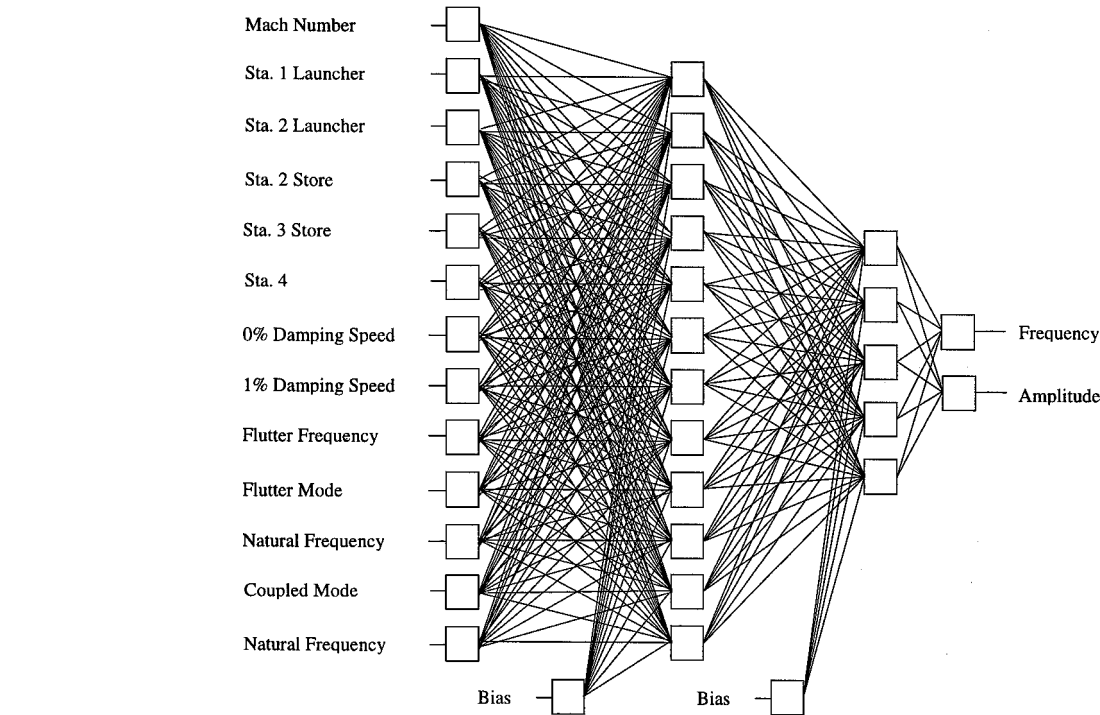 Mach Number
Sta. 1 Launcher
Sta. 2 Launcher
Sta. 2 Store
Sta. 3 Store
Sta. 4
0% Damping Speed
1% Damping Speed
Flutter Frequency
Flutter Mode
Natural Frequency
Coupled Mode
Natural Frequency
Bias
Bias
Frequency
Amplitude